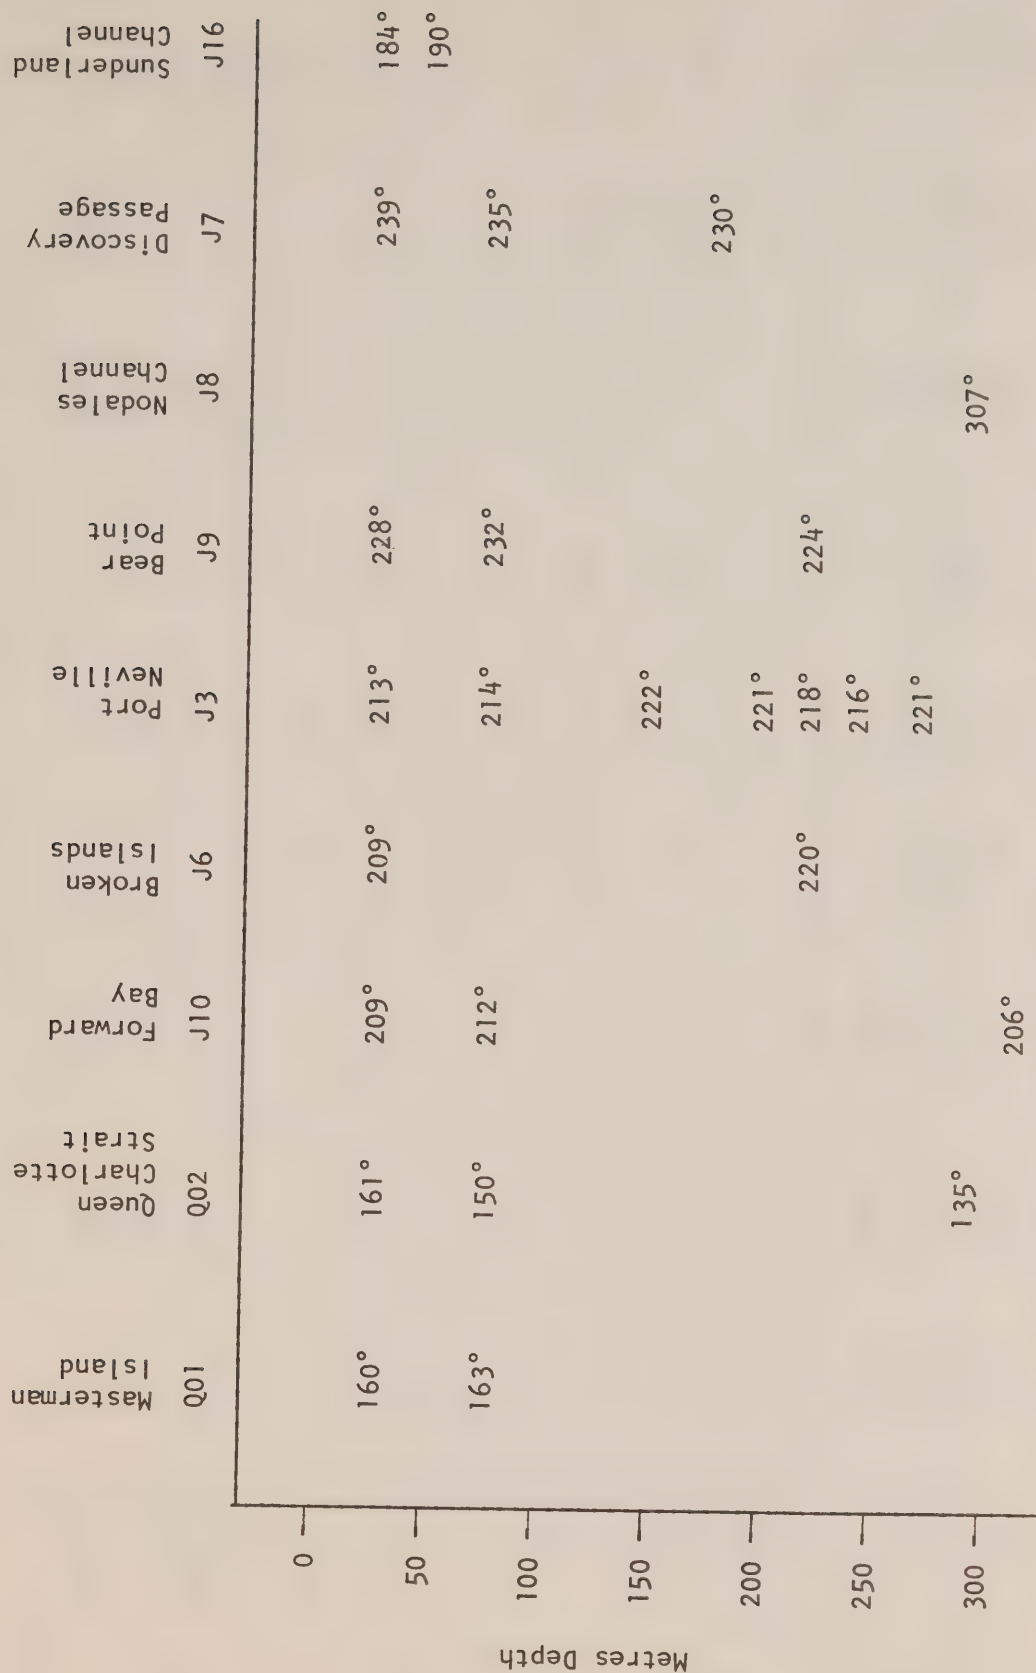 Masterman
Island
Q01
160°
163°
Queen
Charlotte
Strait
Q02
161°
150°
135°
Forward
Bay
J10
209°
212°
206°
Broken
Islands
J6
209°
220°
Port
Neville
J3
213°
214°
222°
221°
218°
216°
221°
Bear
Point
J9
228°
232°
224°
Nodales
Channel
J8
307°
Discovery
Passage
J7
239°
235°
230°
Sunderland
Channel
J16
184°
190°
0
50
100
150
200
250
300
Metres Depth